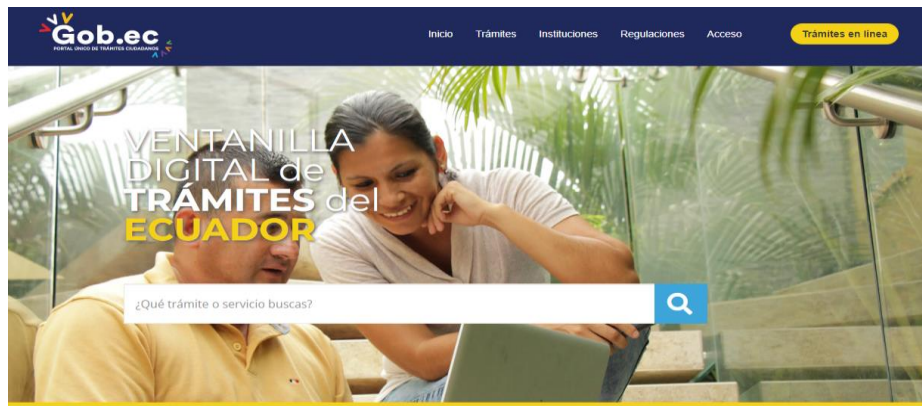 Gob.ec
PORTAL ÚNICO DE TRÁMITES CIUDADANOS
Inicio Trámites Instituciones Regulaciones Acceso Trámites en línea
VENTANILLA
DIGITAL de
TRÁMITES del
ECUADOR
¿Qué trámite o servicio buscas?